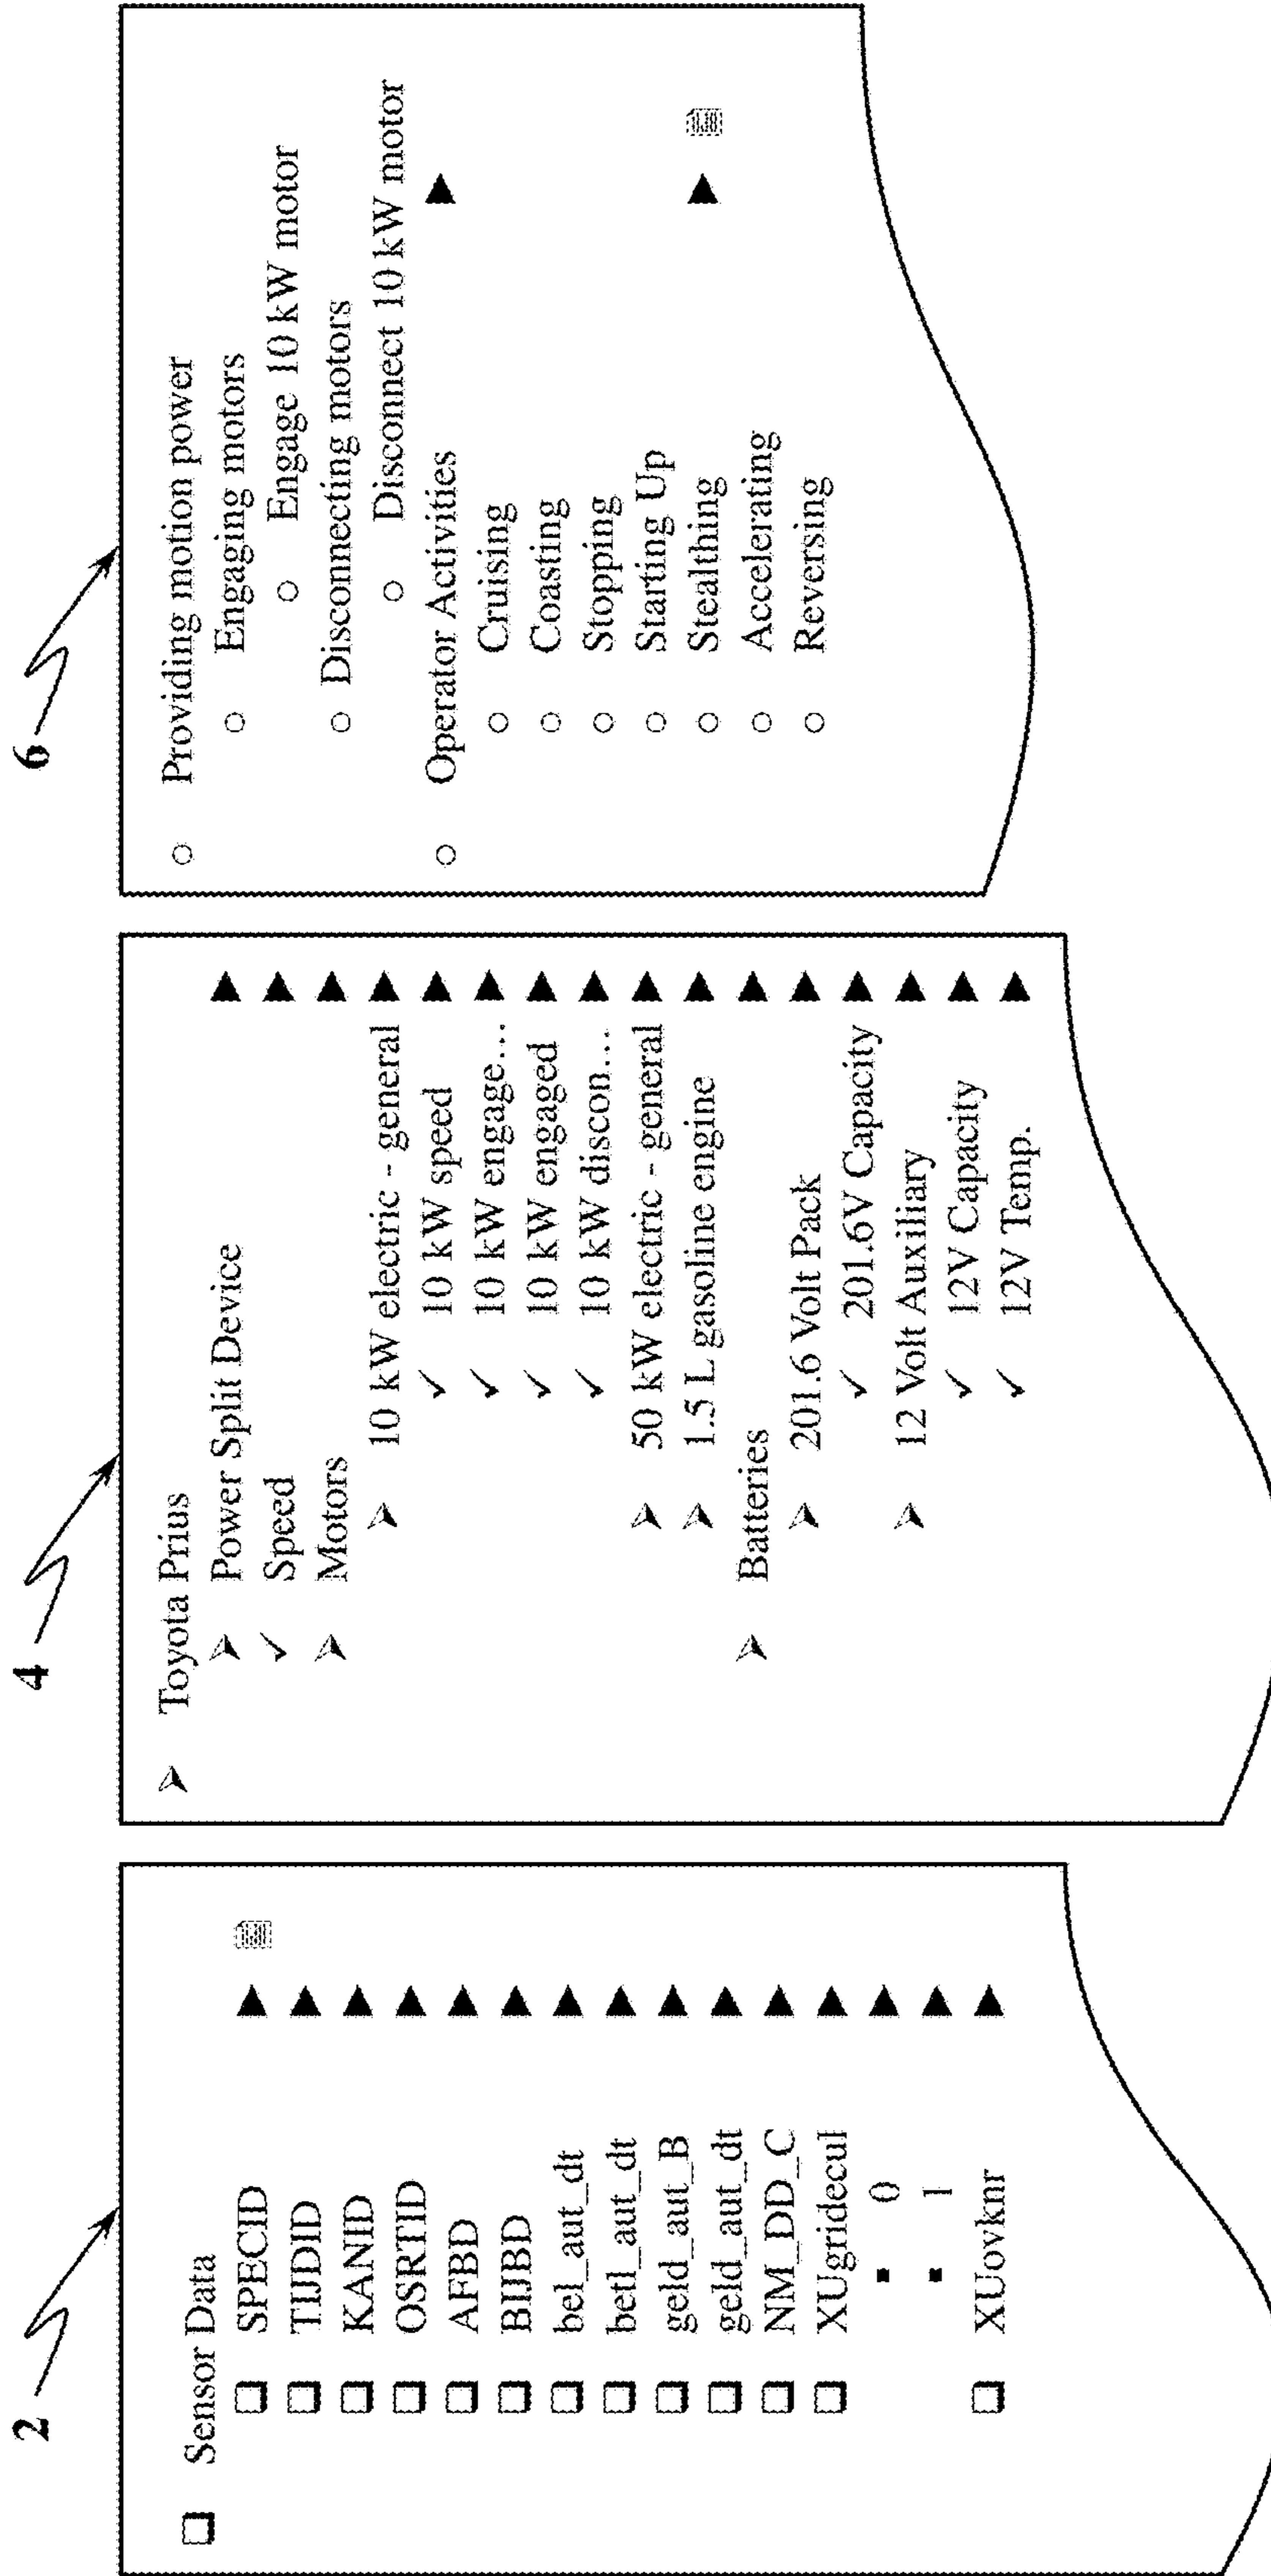 2
Sensor Data
SPECID
TIJDID
KANID
OSRTID
AFBD
BIJBD
bel_aut_dt
betl_aut_dt
geld_aut_B
geld_aut_dt
NM_DD_C
XUgridecul
0
1
XUovknr
4
Toyota Prius
Power Split Device
Speed
Motors
10 kW electric - general
10 kW speed
10 kW engage...
10 kW engaged
10 kW discon...
50 kW electric - general
1.5 L gasoline engine
Batteries
201.6 Volt Pack
201.6V Capacity
12 Volt Auxiliary
12V Capacity
12V Temp.
6
Providing motion power
Engaging motors
Engage 10 kW motor
Disconnecting motors
Disconnect 10 kW motor
Operator Activities
Cruising
Coasting
Stopping
Starting Up
Stealthing
Accelerating
Reversing